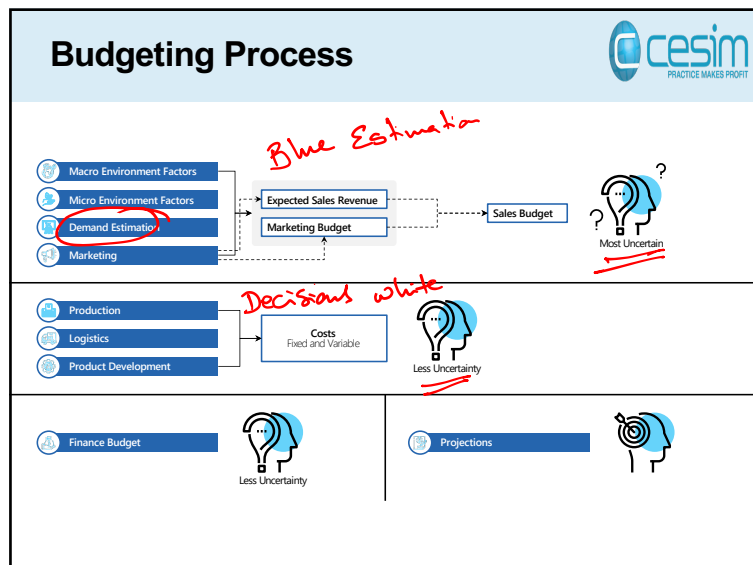 Budgeting Process
cesim
PRACTICE MAKES PROFIT
Blue Estimation
Macro Environment Factors
Micro Environment Factors
Demand Estimation
Marketing
Expected Sales Revenue
Marketing Budget
Sales Budget
? ?
Most Uncertain
Decisions white
Production
Logistics
Product Development
Costs
Fixed and Variable
Less Uncertainty
Finance Budget
Less Uncertainty
Projections